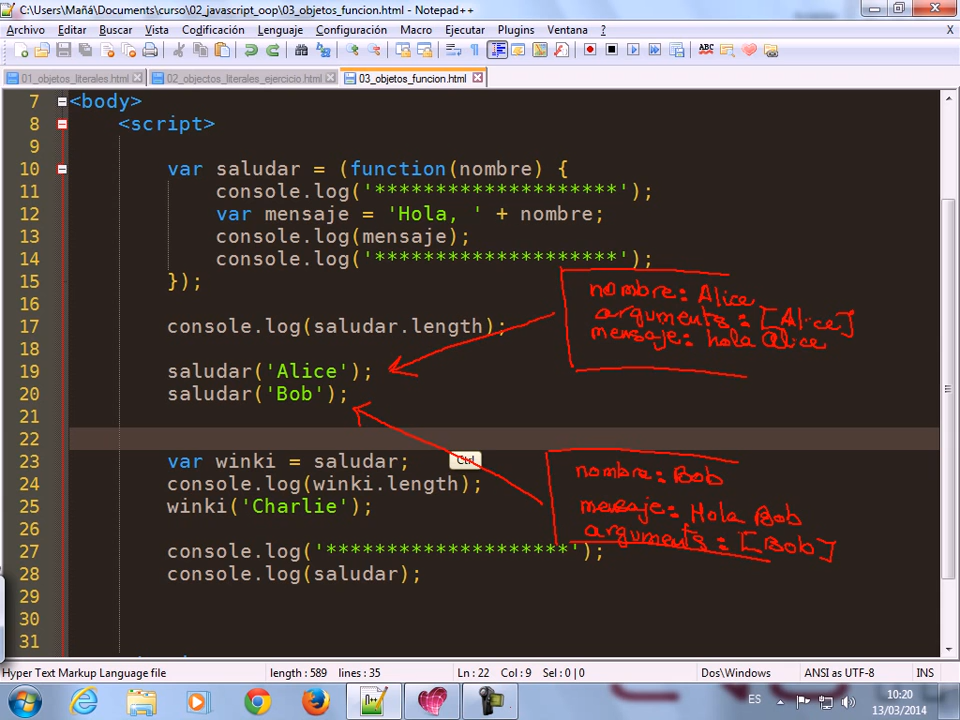 C:\Users\Mañá\Documents\curso\02_javascript_oop\03_objetos_funcion.html - Notepad++
Archivo Editar Buscar Vista Codificación Lenguaje Configuración Macro Ejecutar Plugins Ventana ? X
01_objetos_literales.html 02_objectos_literales_ejercicio.html 03_objetos_funcion.html
7 <body>
8 <script>
9
10 var saludar = (function(nombre) {
11 console.log('********************');
12 var mensaje = 'Hola, ' + nombre;
13 console.log(mensaje);
14 console.log('********************');
15 });
16
17 console.log(saludar.length);
18
19 saludar('Alice');
20 saludar('Bob');
21
22
23 var winki = saludar;
24 console.log(winki.length);
25 winki('Charlie');
26
27 console.log('********************');
28 console.log(saludar);
29
30
31
nombre: Alice
arguments: [Alice]
mensaje: hola Alice
Ctrl
nombre: Bob
mensaje: Hola Bob
arguments: [Bob]
Hyper Text Markup Language file length : 589 lines : 35 Ln : 22 Col : 9 Sel : 0 | 0 Dos\Windows ANSI as UTF-8 INS
ES 10:20
13/03/2014